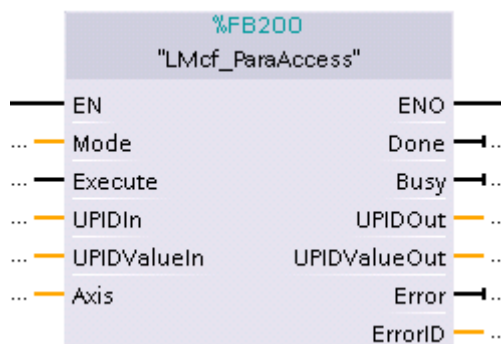 %FB200
"LMcf_ParaAccess"
EN ENO
... Mode Done ...
... Execute Busy ...
... UPIDIn UPIDOut ...
... UPIDValueIn UPIDValueOut ...
... Axis Error ...
ErrorID ...